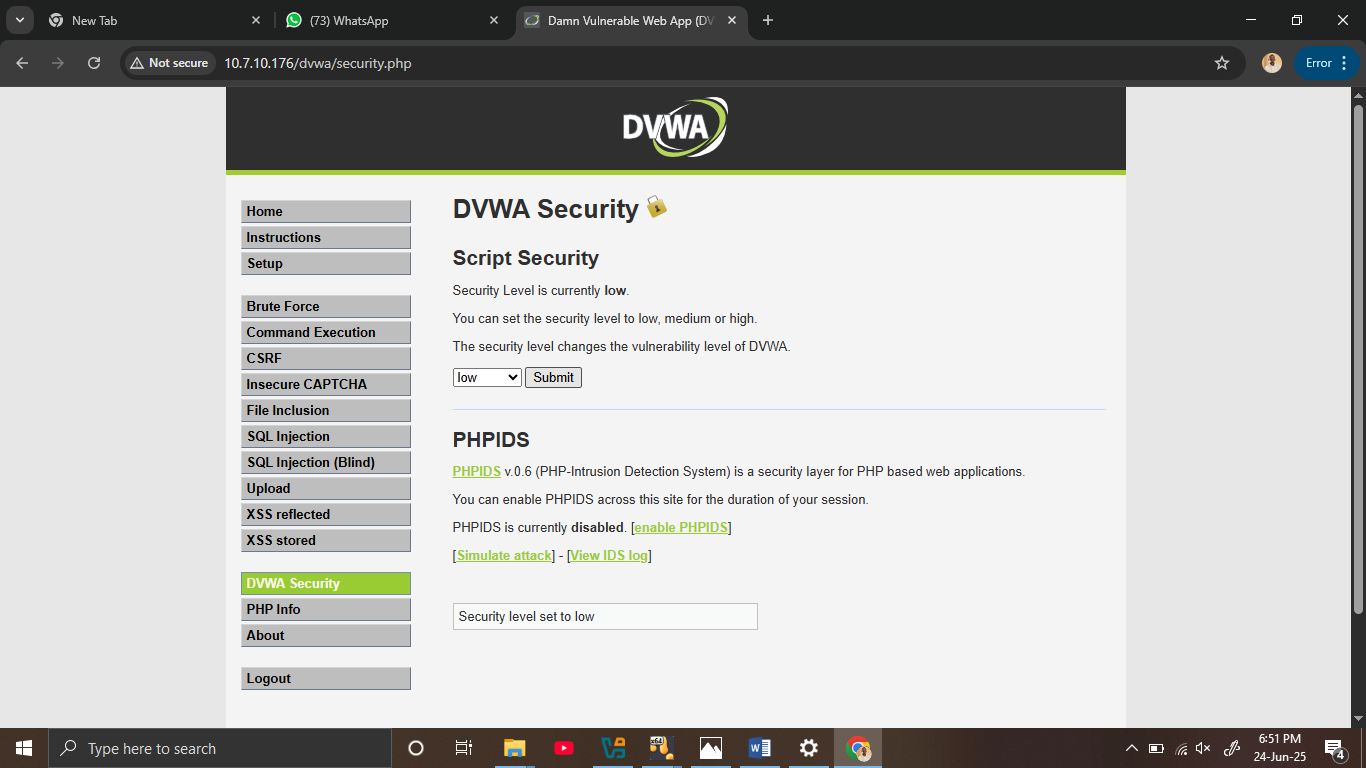 New Tab
(73) WhatsApp
Damn Vulnerable Web App (DV
Not secure
10.7.10.176/dvwa/security.php
Error
DVWA
Home
Instructions
Setup
Brute Force
Command Execution
CSRF
Insecure CAPTCHA
File Inclusion
SQL Injection
SQL Injection (Blind)
Upload
XSS reflected
XSS stored
DVWA Security
PHP Info
About
Logout
DVWA Security
Script Security
Security Level is currently low.
You can set the security level to low, medium or high.
The security level changes the vulnerability level of DVWA.
low Submit
PHPIDS
PHPIDS v.0.6 (PHP-Intrusion Detection System) is a security layer for PHP based web applications.
You can enable PHPIDS across this site for the duration of your session.
PHPIDS is currently disabled. [enable PHPIDS]
[Simulate attack] - [View IDS log]
Security level set to low
Type here to search
6:51 PM
24-Jun-25
4